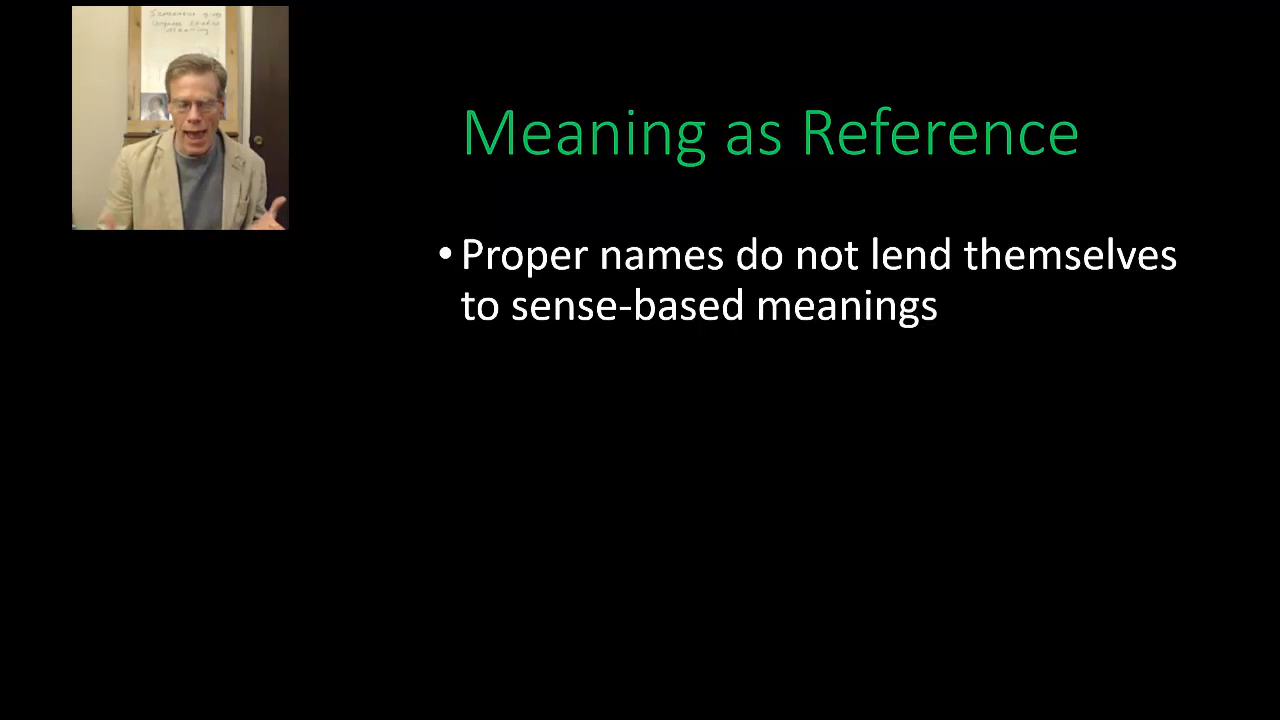 Meaning as Reference
•Proper names do not lend themselves
to sense-based meanings